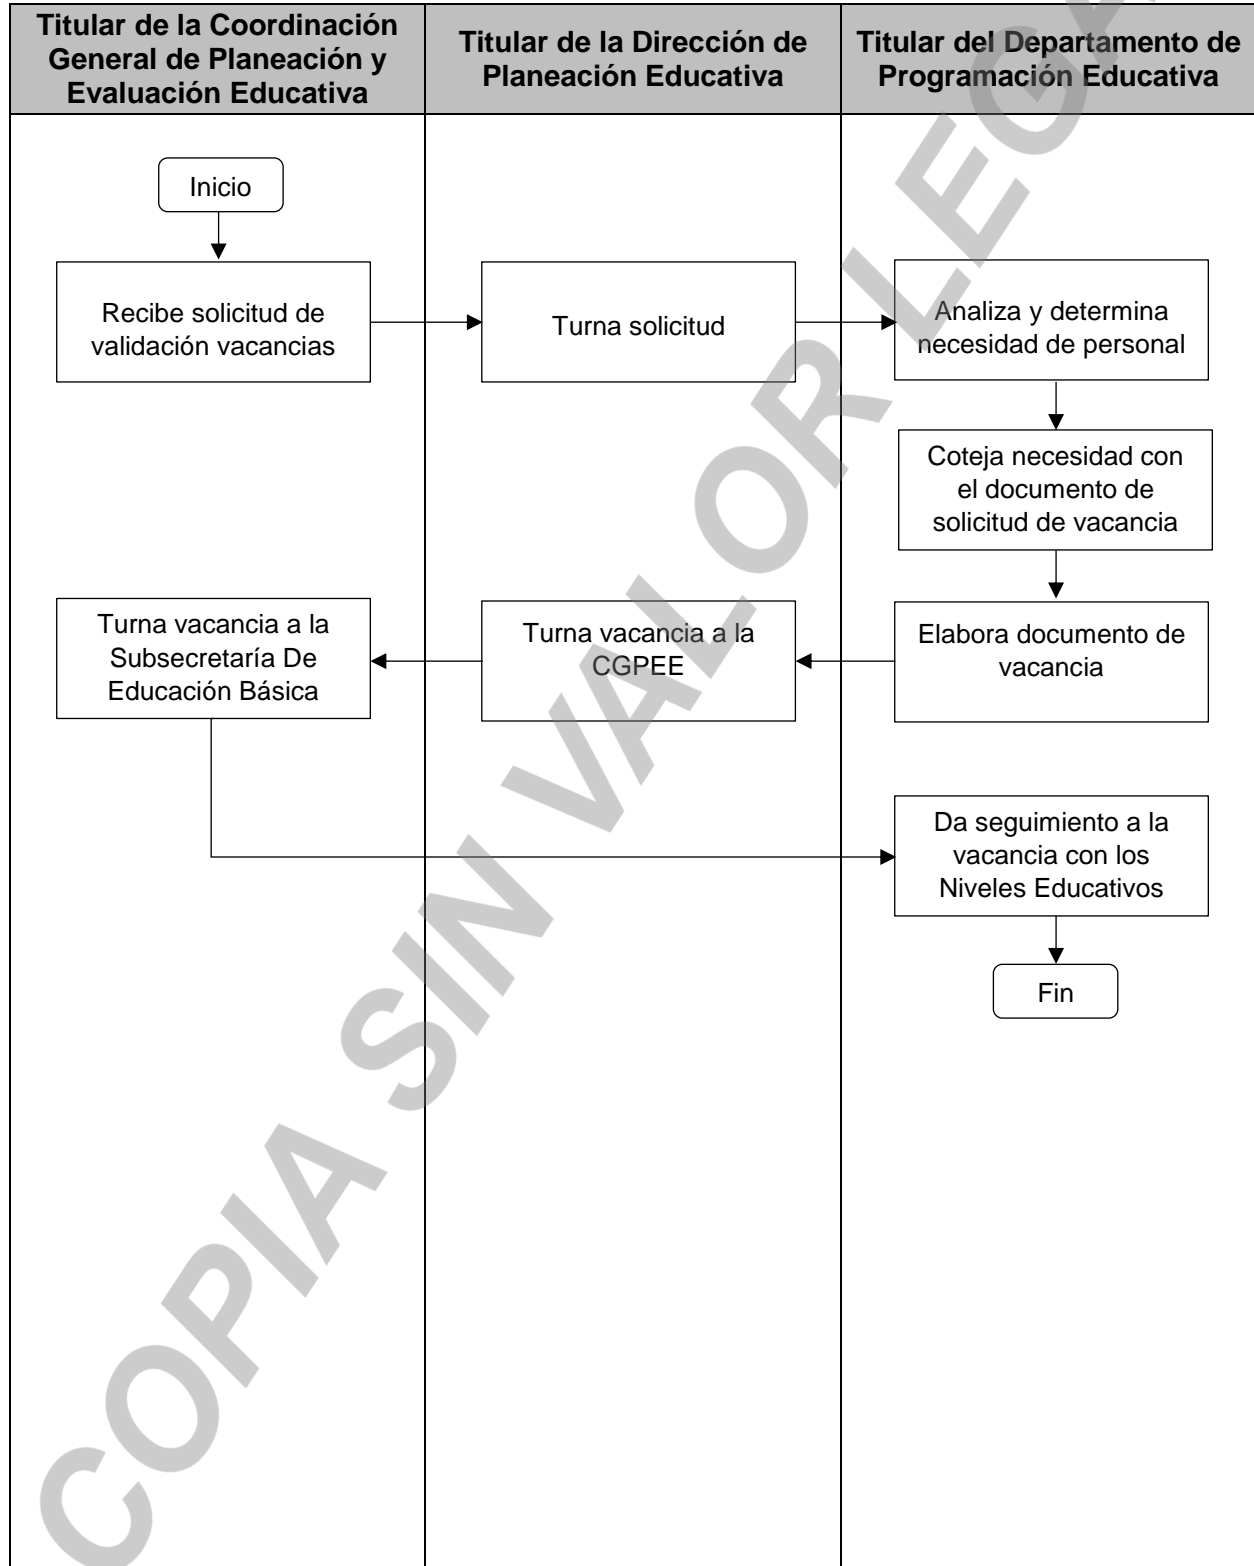 Titular de la Coordinación
General de Planeación y
Evaluación Educativa
Titular de la Dirección de
Planeación Educativa
Titular del Departamento de
Programación Educativa
Inicio
Recibe solicitud de
validación vacancias
Turna solicitud
Analiza y determina
necesidad de personal
Coteja necesidad con
el documento de
solicitud de vacancia
Elabora documento de
vacancia
Turna vacancia a la
CGPEE
Turna vacancia a la
Subsecretaría De
Educación Básica
Da seguimiento a la
vacancia con los
Niveles Educativos
Fin
COPIA SIN VALOR LEGA